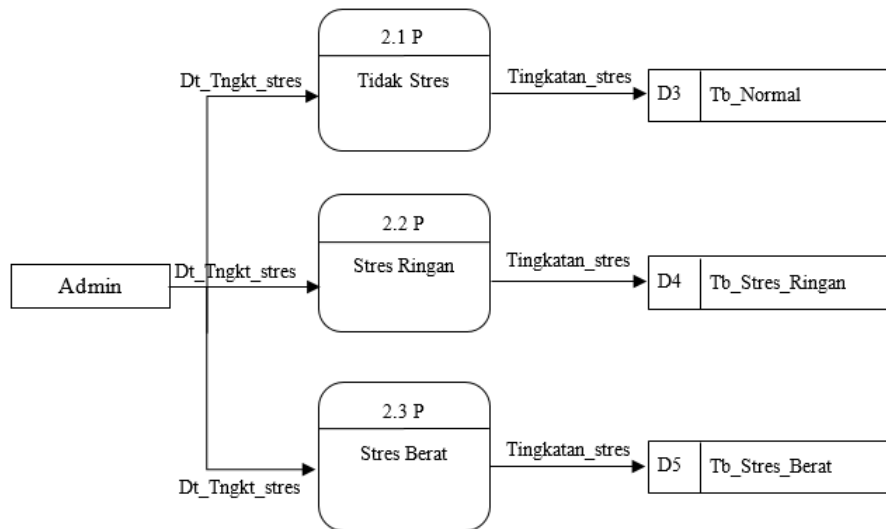 2.1 P
Dt_Tngkt_stres
Tidak Stres
Tingkatan_stres
D3
Tb_Normal
2.2 P
Admin
Dt_Tngkt_stres
Stres Ringan
Tingkatan_stres
D4
Tb_Stres_Ringan
2.3 P
Dt_Tngkt_stres
Stres Berat
Tingkatan_stres
D5
Tb_Stres_Berat